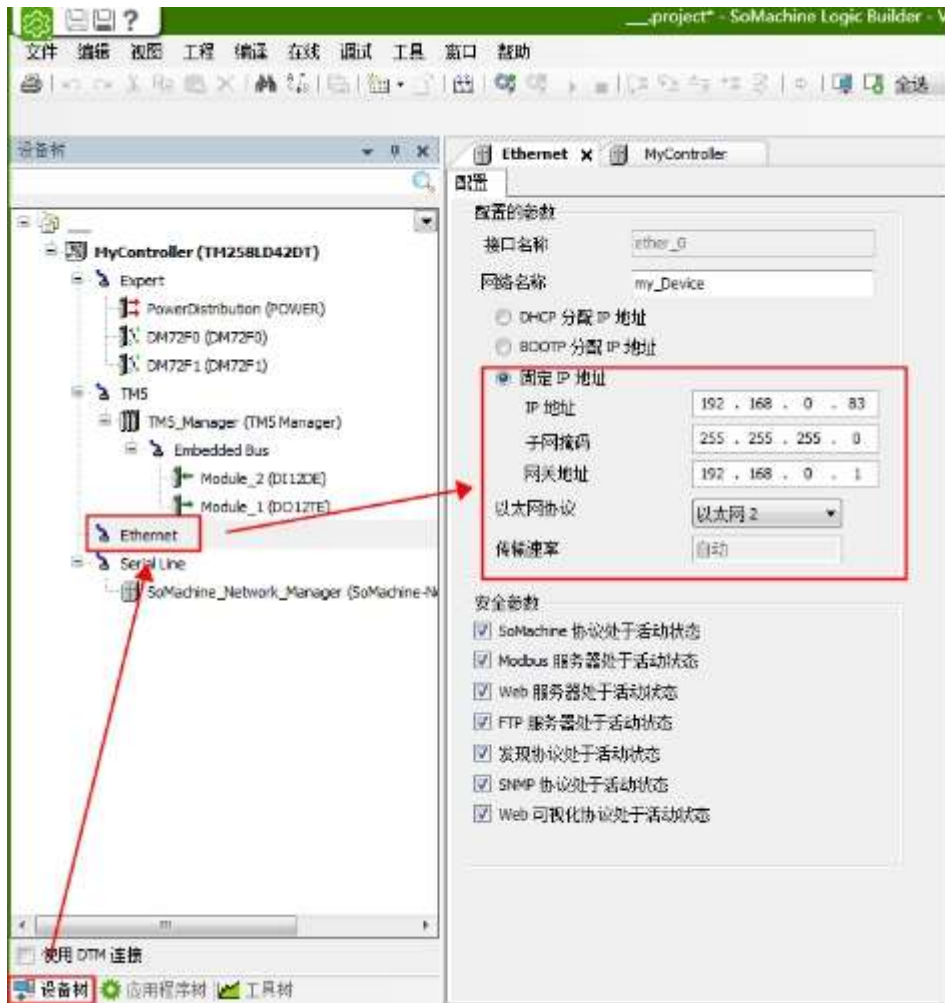 __.project* - SoMachine Logic Builder - V
文件 编辑 视图 工程 编译 在线 调试 工具 窗口 帮助
全选
设备树
Ethernet
MyController
配置
MyController (TM258LD42DT)
Expert
PowerDistribution (POWER)
DM72F0 (DM72F0)
DM72F1 (DM72F1)
TM5
TM5_Manager (TM5 Manager)
Embedded Bus
Module_2 (DI12DE)
Module_1 (DO12TE)
Ethernet
Serial Line
SoMachine_Network_Manager (SoMachine-N
使用 DTM 连接
设备树 应用程序树 工具树
配置的参数
接口名称 ether_0
网络名称 my_Device
DHCP 分配 IP 地址
BOOTP 分配 IP 地址
固定 IP 地址
IP 地址 192 . 168 . 0 . 83
子网掩码 255 . 255 . 255 . 0
网关地址 192 . 168 . 0 . 1
以太网协议 以太网 2
传输速率 自动
安全参数
SoMachine 协议处于活动状态
Modbus 服务器处于活动状态
Web 服务器处于活动状态
FTP 服务器处于活动状态
发现协议处于活动状态
SNMP 协议处于活动状态
Web 可视化协议处于活动状态